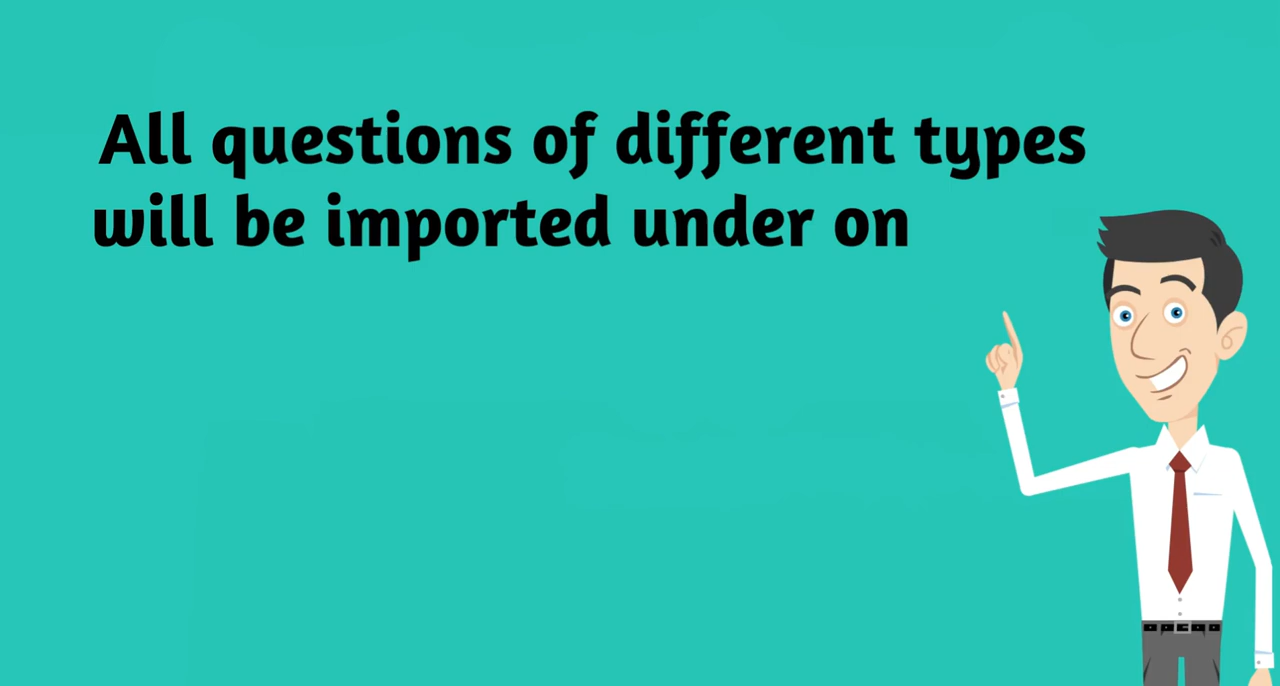 All questions of different types
will be imported under on